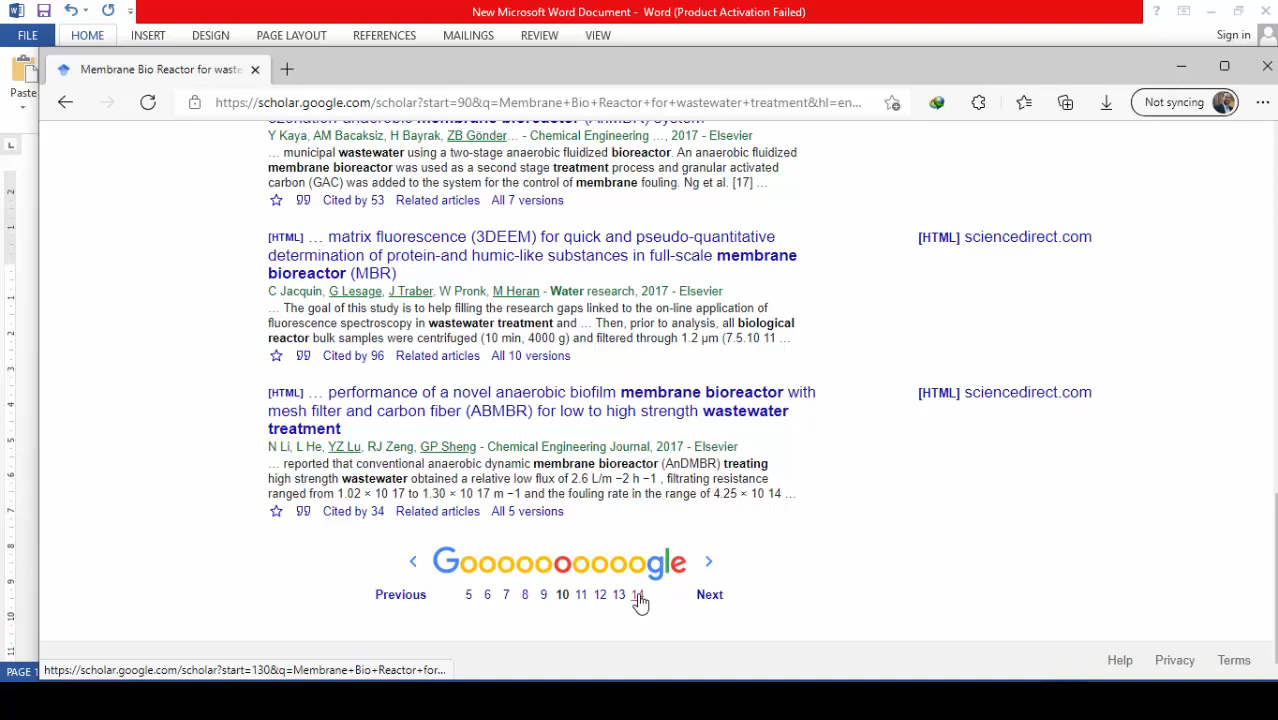 New Microsoft Word Document - Word (Product Activation Failed)
FILE HOME INSERT DESIGN PAGE LAYOUT REFERENCES MAILINGS REVIEW VIEW Sign in
Paste
Membrane Bio Reactor for waste
https://scholar.google.com/scholar?start=90&q=Membrane+Bio+Reactor+for+wastewater+treatment&hl=en... Not syncing
Y Kaya, AM Bacaksiz, H Bayrak, ZB Gönder… - Chemical Engineering …, 2017 - Elsevier
… municipal wastewater using a two-stage anaerobic fluidized bioreactor. An anaerobic fluidized
membrane bioreactor was used as a second stage treatment process and granular activated
carbon (GAC) was added to the system for the control of membrane fouling. Ng et al. [17] …
Cited by 53 Related articles All 7 versions
[HTML] … matrix fluorescence (3DEEM) for quick and pseudo-quantitative
determination of protein-and humic-like substances in full-scale membrane
bioreactor (MBR)
[HTML] sciencedirect.com
C Jacquin, G Lesage, J Traber, W Pronk, M Heran - Water research, 2017 - Elsevier
… The goal of this study is to help filling the research gaps linked to the on-line application of
fluorescence spectroscopy in wastewater treatment and … Then, prior to analysis, all biological
reactor bulk samples were centrifuged (10 min, 4000 g) and filtered through 1.2 μm (7.5.10 11 …
Cited by 96 Related articles All 10 versions
[HTML] … performance of a novel anaerobic biofilm membrane bioreactor with
mesh filter and carbon fiber (ABMBR) for low to high strength wastewater
treatment
[HTML] sciencedirect.com
N Li, L He, YZ Lu, RJ Zeng, GP Sheng - Chemical Engineering Journal, 2017 - Elsevier
… reported that conventional anaerobic dynamic membrane bioreactor (AnDMBR) treating
high strength wastewater obtained a relative low flux of 2.6 L/m −2 h −1 , filtrating resistance
ranged from 1.02 × 10 17 to 1.30 × 10 17 m −1 and the fouling rate in the range of 4.25 × 10 14 …
Cited by 34 Related articles All 5 versions
Goooooooooogle
Previous 5 6 7 8 9 10 11 12 13 14 Next
Help Privacy Terms
https://scholar.google.com/scholar?start=130&q=Membrane+Bio+Reactor+for...
PAGE 1